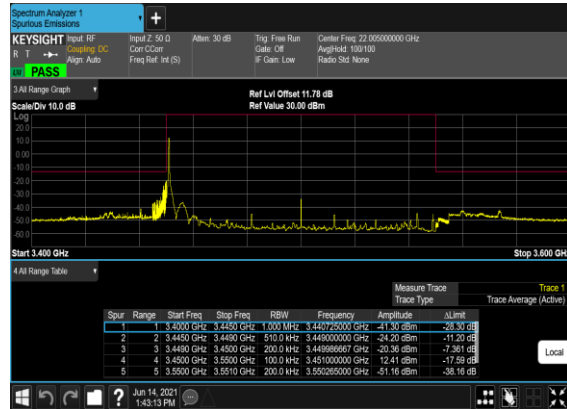 Spectrum Analyzer 1
Spurious Emissions
+
KEYSIGHT Input: RF Input Z: 50 Ω Atten: 30 dB Trig: Free Run Center Freq: 22.005000000 GHz
R T Coupling: DC Corr CCorr Gate: Off Avg|Hold: 100/100
Align: Auto Freq Ref: Int (S) IF Gain: Low Radio Std: None
LW PASS
3 All Range Graph
Ref Lvl Offset 11.78 dB
Scale/Div 10.0 dB Ref Value 30.00 dBm
Log
20.0
10.0
0.00
-10.0
-20.0
-30.0
-40.0
-50.0
-60.0
Start 3.400 GHz Stop 3.600 GHz
4 All Range Table
Measure Trace Trace 1
Trace Type Trace Average (Active)
Spur Range Start Freq Stop Freq RBW Frequency Amplitude ΔLimit
1 1 3.4000 GHz 3.4450 GHz 1.000 MHz 3.440725000 GHz -41.30 dBm -28.30 dB
2 2 3.4450 GHz 3.4490 GHz 510.0 kHz 3.449000000 GHz -24.20 dBm -11.20 dB
3 3 3.4490 GHz 3.4500 GHz 200.0 kHz 3.449986667 GHz -20.36 dBm -7.361 dB
4 4 3.4500 GHz 3.5500 GHz 100.0 kHz 3.451000000 GHz 12.41 dBm -17.59 dB
5 5 3.5500 GHz 3.5510 GHz 200.0 kHz 3.550265000 GHz -51.16 dBm -38.16 dB
Local
? Jun 14, 2021
1:43:13 PM